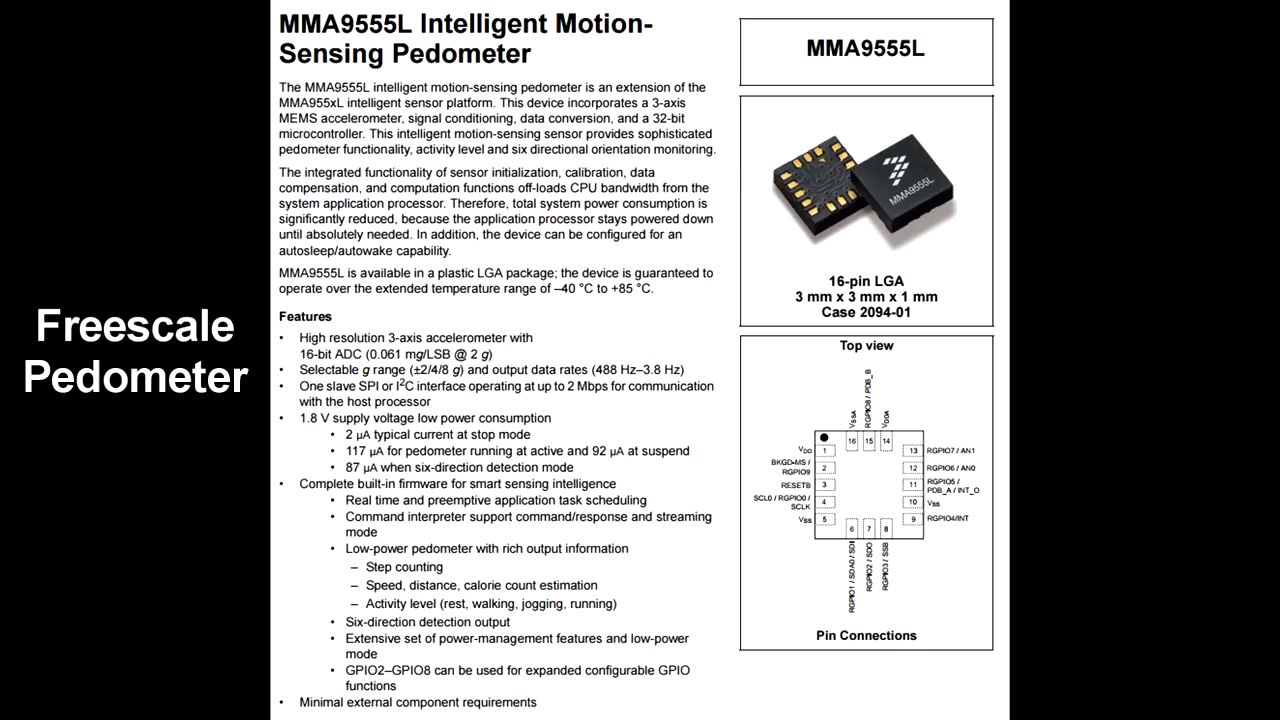 Freescale
Pedometer
MMA9555L Intelligent Motion-
Sensing Pedometer
The MMA9555L intelligent motion-sensing pedometer is an extension of the
MMA955xL intelligent sensor platform. This device incorporates a 3-axis
MEMS accelerometer, signal conditioning, data conversion, and a 32-bit
microcontroller. This intelligent motion-sensing sensor provides sophisticated
pedometer functionality, activity level and six directional orientation monitoring.
The integrated functionality of sensor initialization, calibration, data
compensation, and computation functions off-loads CPU bandwidth from the
system application processor. Therefore, total system power consumption is
significantly reduced, because the application processor stays powered down
until absolutely needed. In addition, the device can be configured for an
autosleep/autowake capability.
MMA9555L is available in a plastic LGA package; the device is guaranteed to
operate over the extended temperature range of –40 °C to +85 °C.
Features
• High resolution 3-axis accelerometer with
16-bit ADC (0.061 mg/LSB @ 2 g)
• Selectable g range (±2/4/8 g) and output data rates (488 Hz–3.8 Hz)
• One slave SPI or I2C interface operating at up to 2 Mbps for communication
with the host processor
• 1.8 V supply voltage low power consumption
• 2 µA typical current at stop mode
• 117 µA for pedometer running at active and 92 µA at suspend
• 87 µA when six-direction detection mode
• Complete built-in firmware for smart sensing intelligence
• Real time and preemptive application task scheduling
• Command interpreter support command/response and streaming
mode
• Low-power pedometer with rich output information
– Step counting
– Speed, distance, calorie count estimation
– Activity level (rest, walking, jogging, running)
• Six-direction detection output
• Extensive set of power-management features and low-power
mode
• GPIO2–GPIO8 can be used for expanded configurable GPIO
functions
• Minimal external component requirements
MMA9555L
MMA9555L
16-pin LGA
3 mm x 3 mm x 1 mm
Case 2094-01
Top view
VSSA
RGPIO8 / PDB_B
VDDA
16 15 14
VDD 1
BKGD-MS /
RGPIO9 2
RESETB 3
SCL0 / RGPIO0 /
SCLK 4
VSS 5
13 RGPIO7 / AN1
12 RGPIO6 / AN0
11 RGPIO5 /
PDB_A / INT_O
10 VSS
9 RGPIO4/INT
6 7 8
RGPIO1 / SDA0 / SDI
RGPIO2 / SDO
RGPIO3 / SSB
Pin Connections